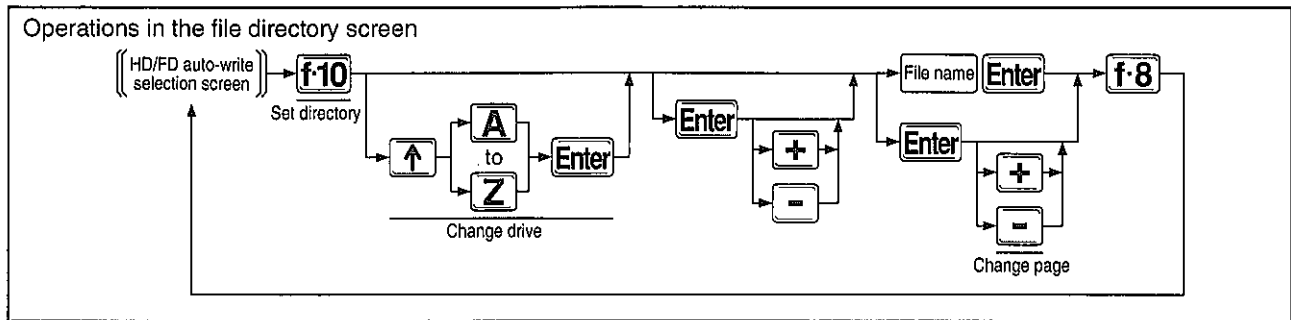 Operations in the file directory screen
HD/FD auto-write
selection screen
f·10
Set directory
↑
A
to
Z
Enter
Change drive
Enter
+
-
File name
Enter
f·8
Enter
+
-
Change page